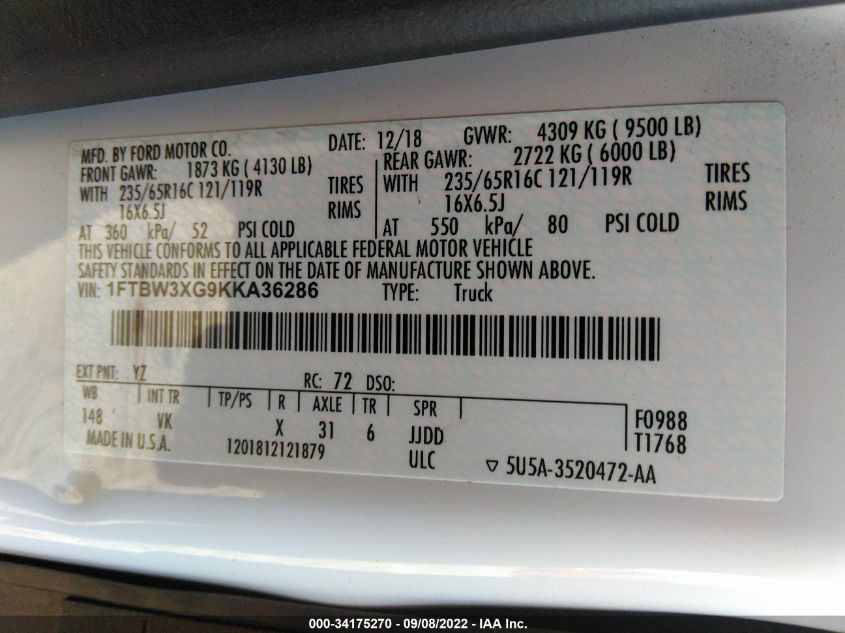 MFD. BY FORD MOTOR CO. DATE: 12/18 GVWR: 4309 KG ( 9500 LB)
FRONT GAWR: 1873 KG ( 4130 LB) REAR GAWR: 2722 KG ( 6000 LB)
WITH 235/65R16C 121/119R TIRES WITH 235/65R16C 121/119R TIRES
16X6.5J RIMS 16X6.5J RIMS
AT 360 kPa/ 52 PSI COLD AT 550 kPa/ 80 PSI COLD
THIS VEHICLE CONFORMS TO ALL APPLICABLE FEDERAL MOTOR VEHICLE
SAFETY STANDARDS IN EFFECT ON THE DATE OF MANUFACTURE SHOWN ABOVE.
VIN: 1FTBW3XG9KKA36286 TYPE: Truck
EXT PNT: YZ RC: 72 DSO:
WB INT TR TP/PS R AXLE TR SPR F0988
148 VK X 31 6 JJDD T1768
MADE IN U.S.A. 1201812121879 ULC ▽ 5U5A-3520472-AA
000-34175270 - 09/08/2022 - IAA Inc.